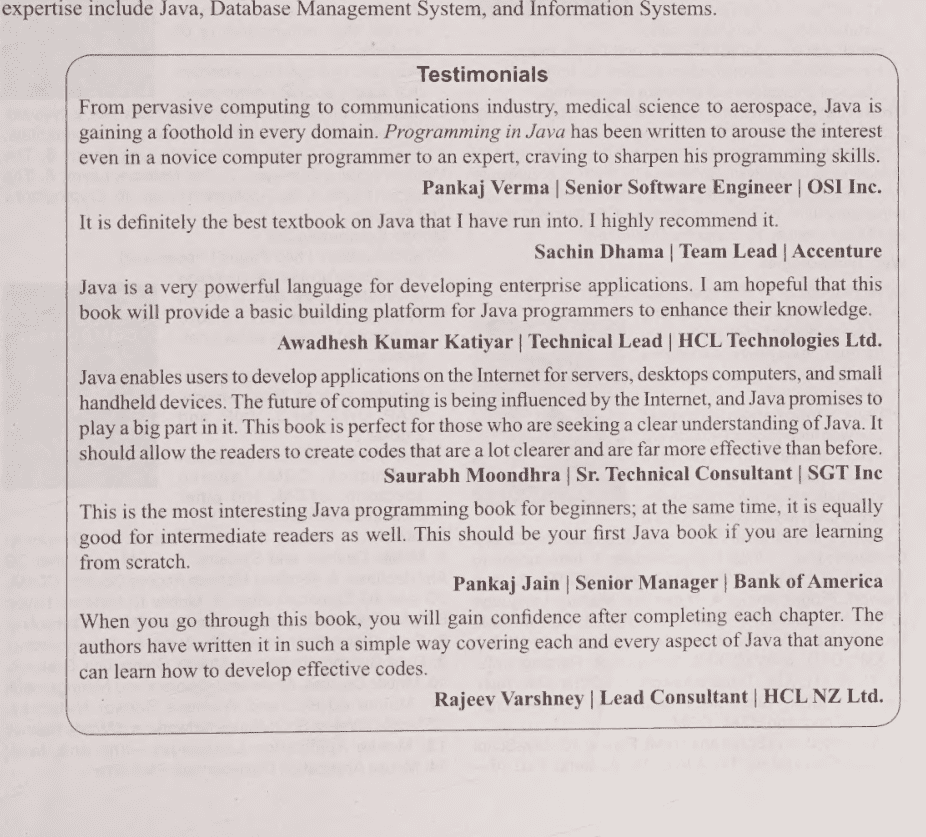 expertise include Java, Database Management System, and Information Systems.
Testimonials
From pervasive computing to communications industry, medical science to aerospace, Java is
gaining a foothold in every domain. Programming in Java has been written to arouse the interest
even in a novice computer programmer to an expert, craving to sharpen his programming skills.
Pankaj Verma | Senior Software Engineer | OSI Inc.
It is definitely the best textbook on Java that I have run into. I highly recommend it.
Sachin Dhama | Team Lead | Accenture
Java is a very powerful language for developing enterprise applications. I am hopeful that this
book will provide a basic building platform for Java programmers to enhance their knowledge.
Awadhesh Kumar Katiyar | Technical Lead | HCL Technologies Ltd.
Java enables users to develop applications on the Internet for servers, desktops computers, and small
handheld devices. The future of computing is being influenced by the Internet, and Java promises to
play a big part in it. This book is perfect for those who are seeking a clear understanding of Java. It
should allow the readers to create codes that are a lot clearer and are far more effective than before.
Saurabh Moondhra | Sr. Technical Consultant | SGT Inc
This is the most interesting Java programming book for beginners; at the same time, it is equally
good for intermediate readers as well. This should be your first Java book if you are learning
from scratch.
Pankaj Jain | Senior Manager | Bank of America
When you go through this book, you will gain confidence after completing each chapter. The
authors have written it in such a simple way covering each and every aspect of Java that anyone
can learn how to develop effective codes.
Rajeev Varshney | Lead Consultant | HCL NZ Ltd.